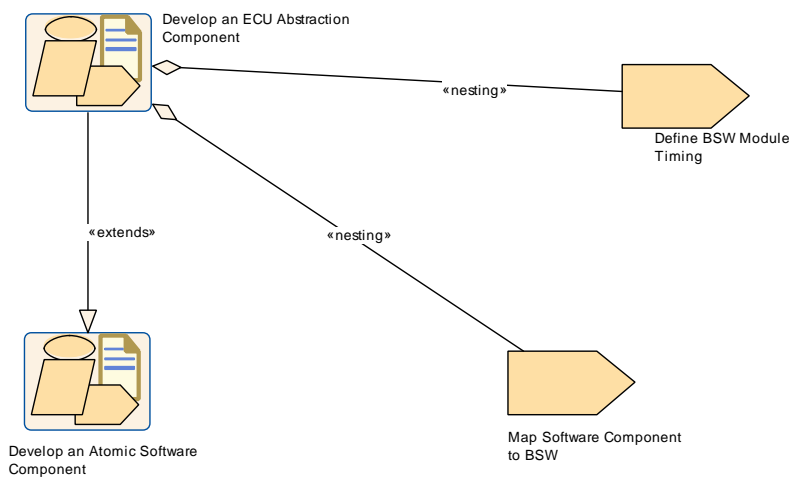 Develop an ECU Abstraction
Component
«nesting»
Define BSW Module
Timing
«extends»
«nesting»
Map Software Component
to BSW
Develop an Atomic Software
Component